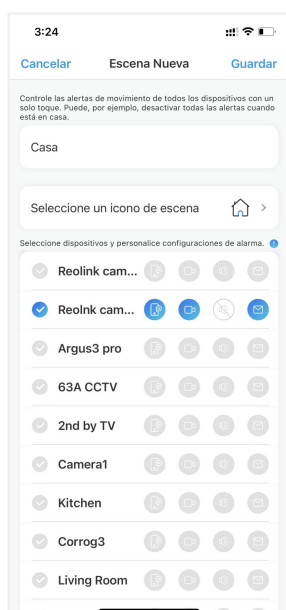 3:24
Cancelar Escena Nueva Guardar
Controle las alertas de movimiento de todos los dispositivos con un
solo toque. Puede, por ejemplo, desactivar todas las alertas cuando
está en casa.
Casa
Seleccione un icono de escena
Seleccione dispositivos y personalice configuraciones de alarma.
Reolink cam...
Reolnk cam...
Argus3 pro
63A CCTV
2nd by TV
Camera1
Kitchen
Corrog3
Living Room